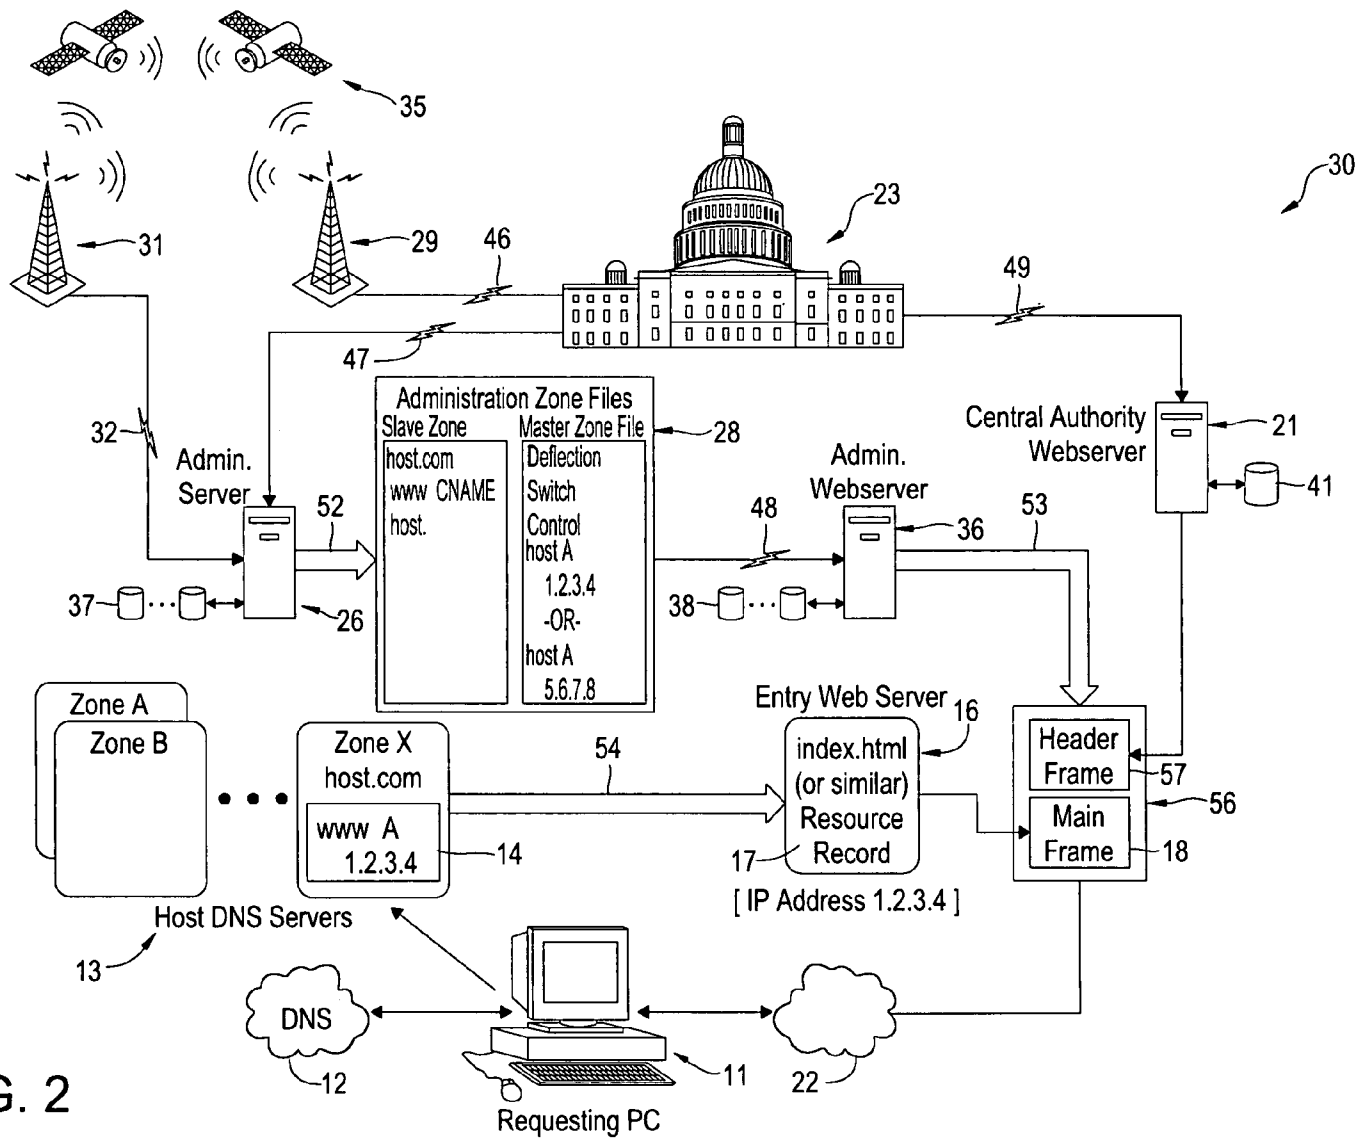 35
30
31
29
46
23
49
47
32
Administration Zone Files
Slave Zone
Master Zone File
28
host.com
www CNAME
host.
Deflection
Switch
Control
host A
1.2.3.4
-OR-
host A
5.6.7.8
Admin.
Server
52
37
26
Admin.
Webserver
36
48
38
53
Central Authority
Webserver
21
41
Zone A
Zone B
Zone X
host.com
www A
1.2.3.4
14
Host DNS Servers
13
54
Entry Web Server
16
index.html
(or similar)
Resource
Record
17
[ IP Address 1.2.3.4 ]
Header
Frame
57
56
Main
Frame
18
DNS
12
11
22
Requesting PC
G. 2